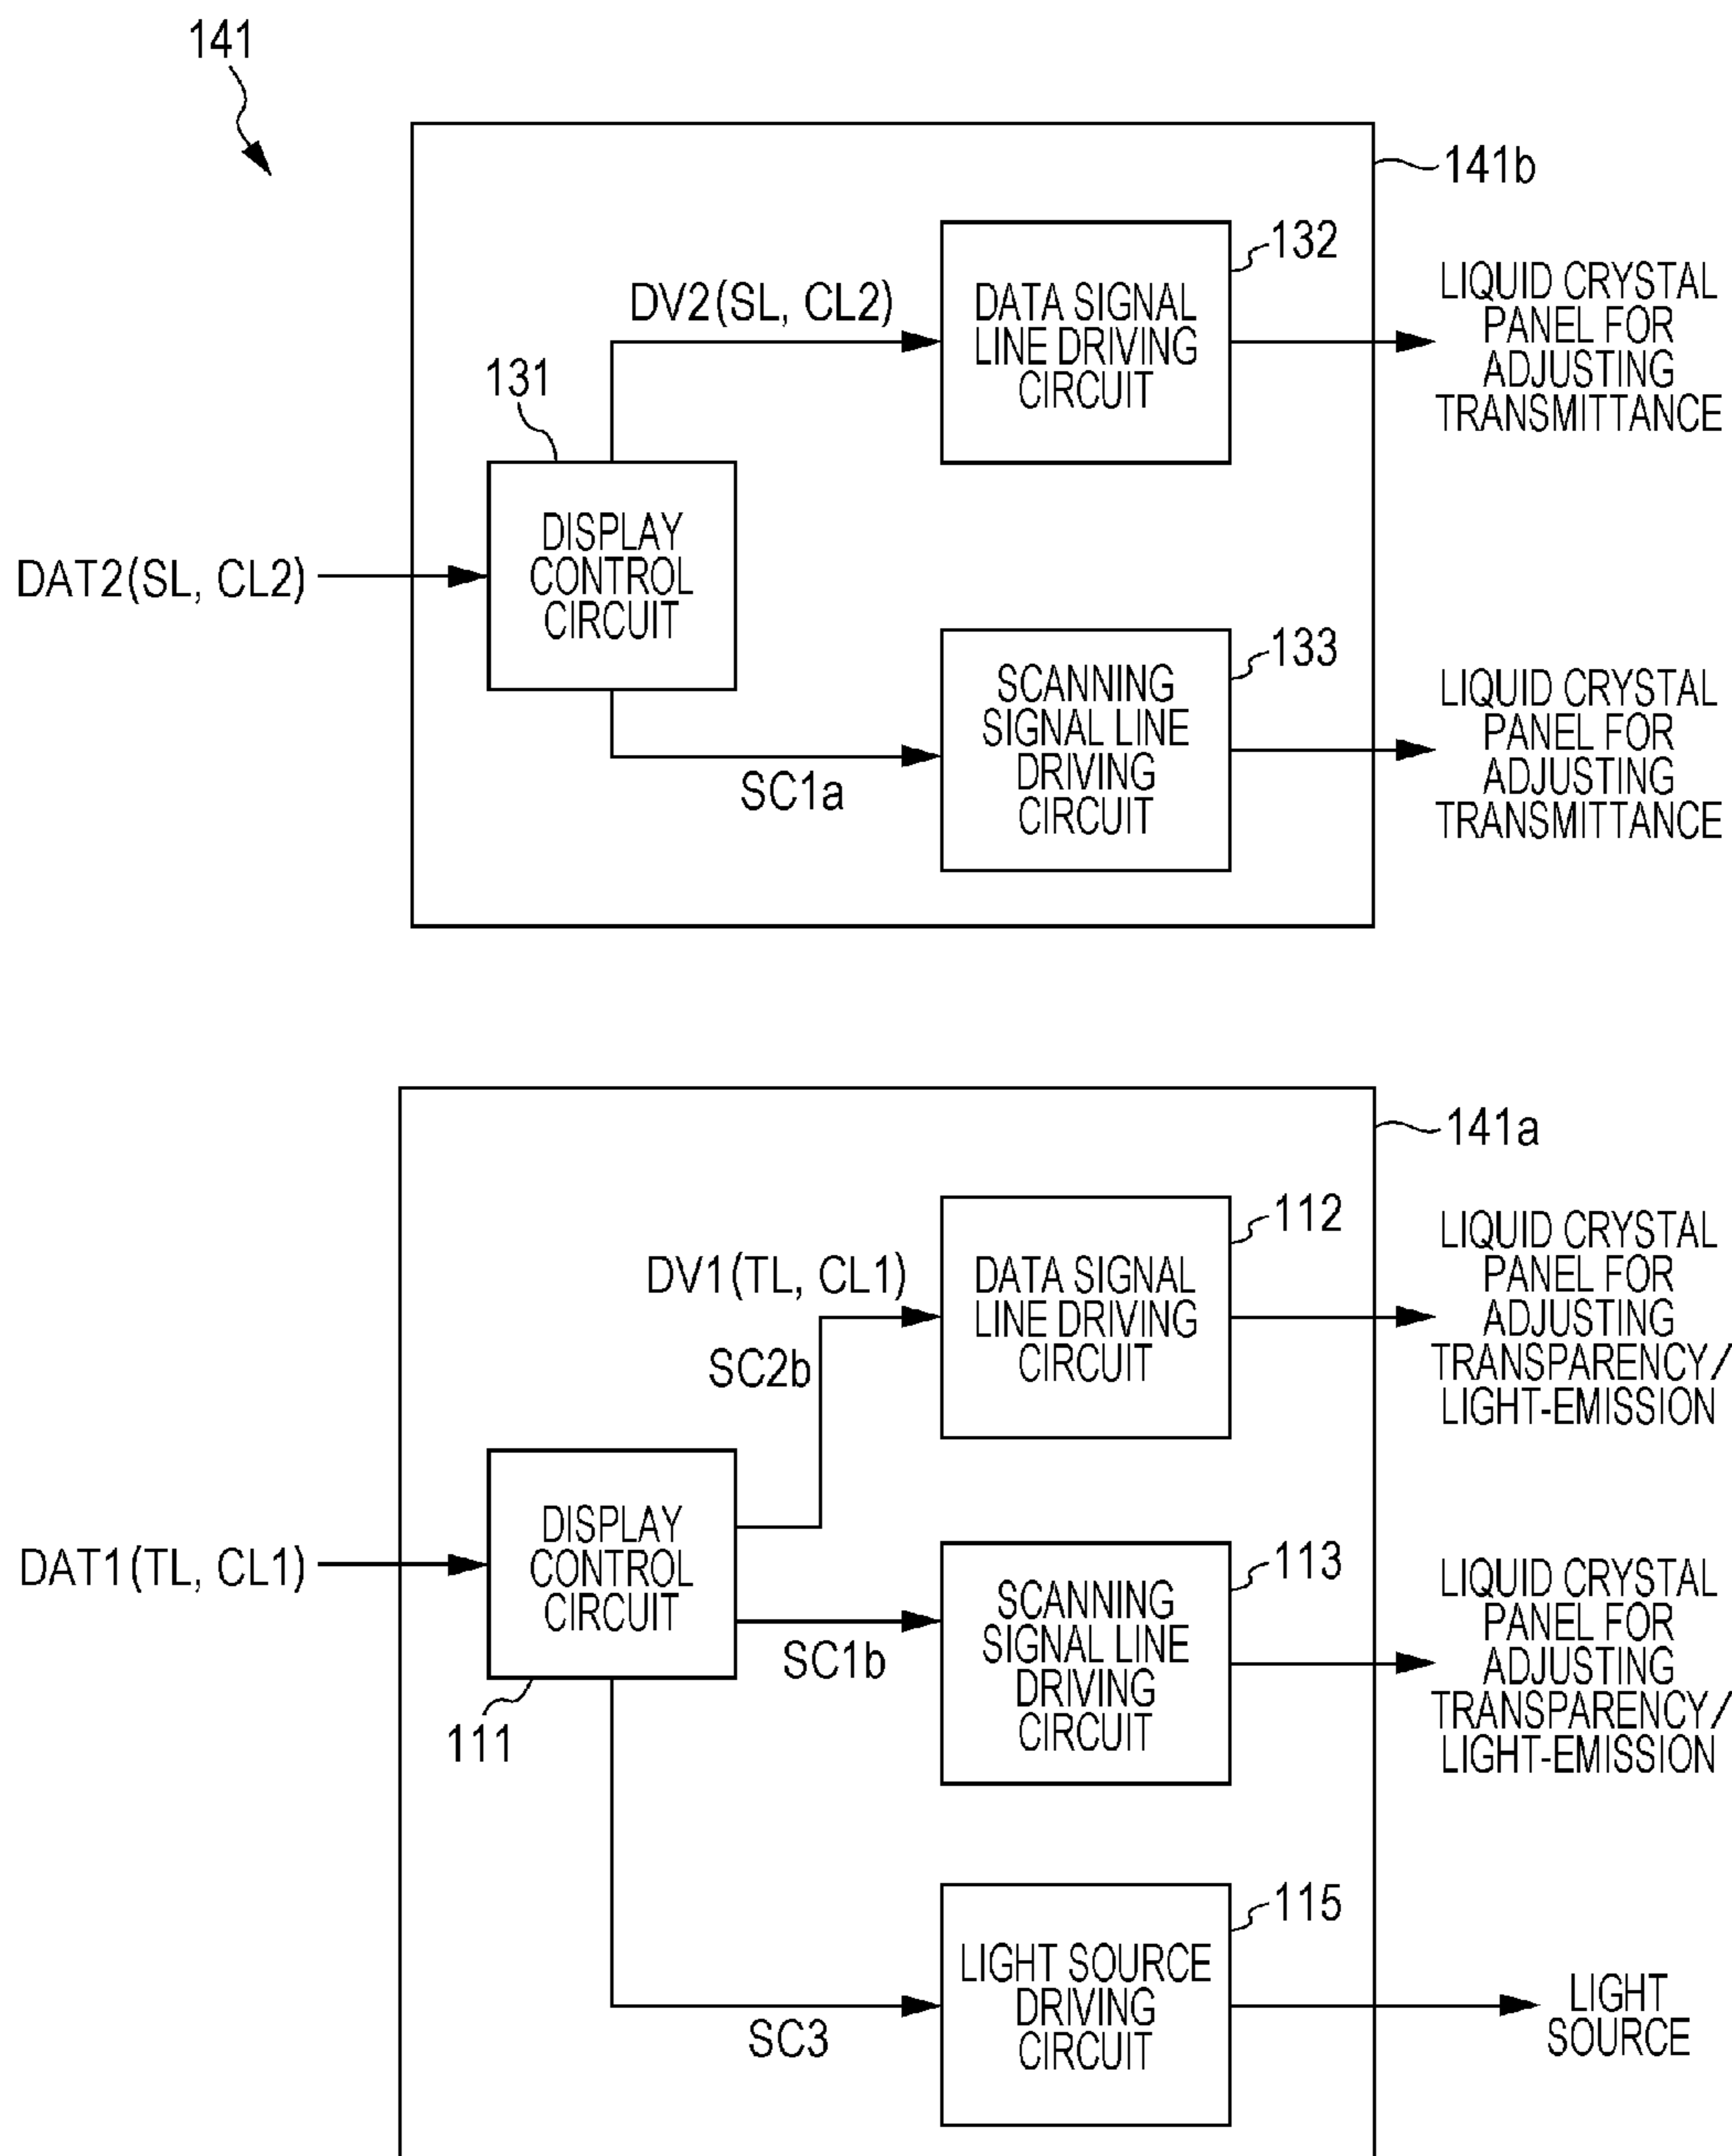 141
141b
132
DATA SIGNAL
LINE DRIVING
CIRCUIT
LIQUID CRYSTAL
PANEL FOR
ADJUSTING
TRANSMITTANCE
DV2(SL, CL2)
131
DISPLAY
CONTROL
CIRCUIT
DAT2(SL, CL2)
133
SCANNING
SIGNAL LINE
DRIVING
CIRCUIT
LIQUID CRYSTAL
PANEL FOR
ADJUSTING
TRANSMITTANCE
SC1a
141a
112
DATA SIGNAL
LINE DRIVING
CIRCUIT
LIQUID CRYSTAL
PANEL FOR
ADJUSTING
TRANSPARENCY/
LIGHT-EMISSION
DV1(TL, CL1)
SC2b
DISPLAY
CONTROL
CIRCUIT
DAT1(TL, CL1)
113
SCANNING
SIGNAL LINE
DRIVING
CIRCUIT
LIQUID CRYSTAL
PANEL FOR
ADJUSTING
TRANSPARENCY/
LIGHT-EMISSION
SC1b
111
115
LIGHT SOURCE
DRIVING
CIRCUIT
LIGHT
SOURCE
SC3